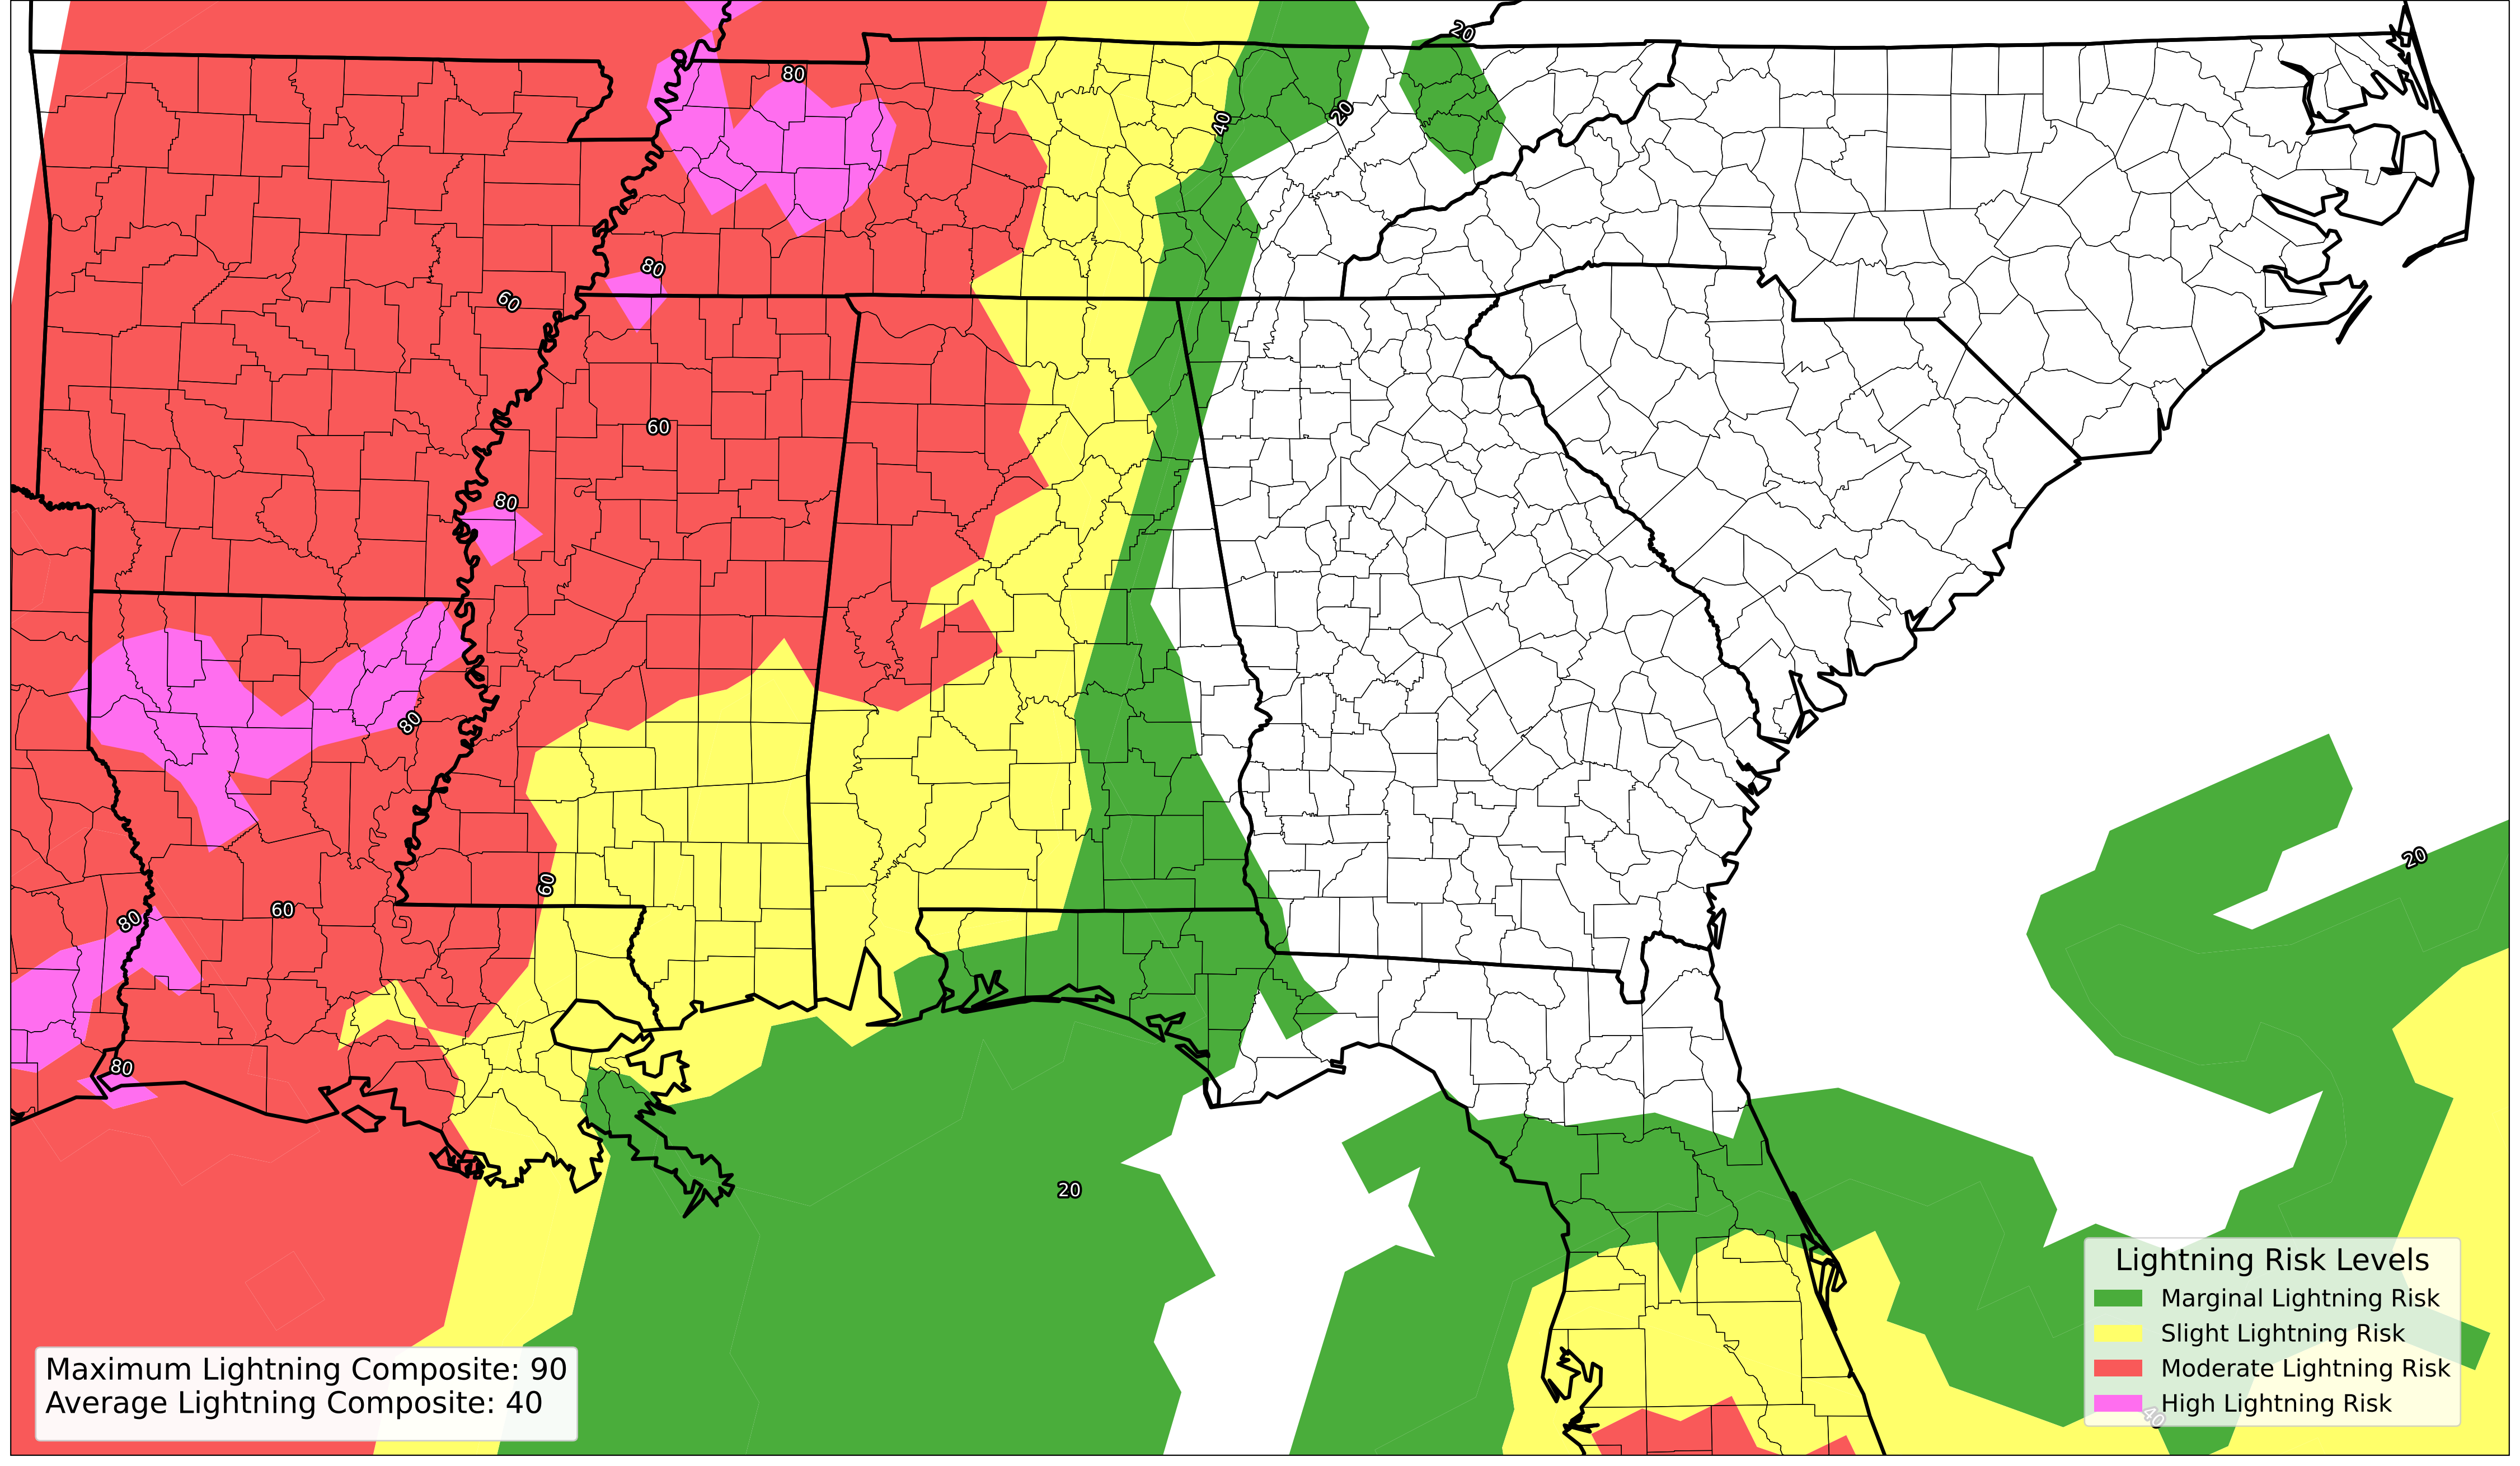 20
80
20
40
80
60
60
80
80
20
60
60
80
80
20
Lightning Risk Levels
Marginal Lightning Risk
Slight Lightning Risk
Moderate Lightning Risk
High Lightning Risk
40
Maximum Lightning Composite: 90
Average Lightning Composite: 40